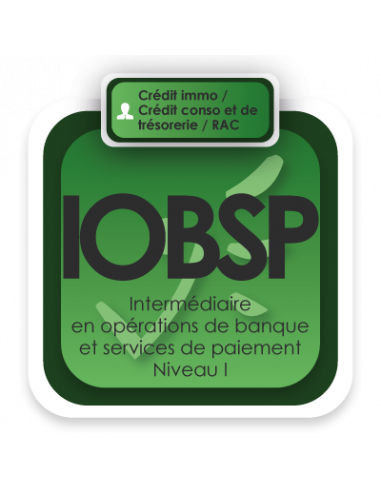 Crédit immo /
Crédit conso et de
trésorerie / RAC
IOBSP
Intermédiaire
en opérations de banque
et services de paiement
Niveau I